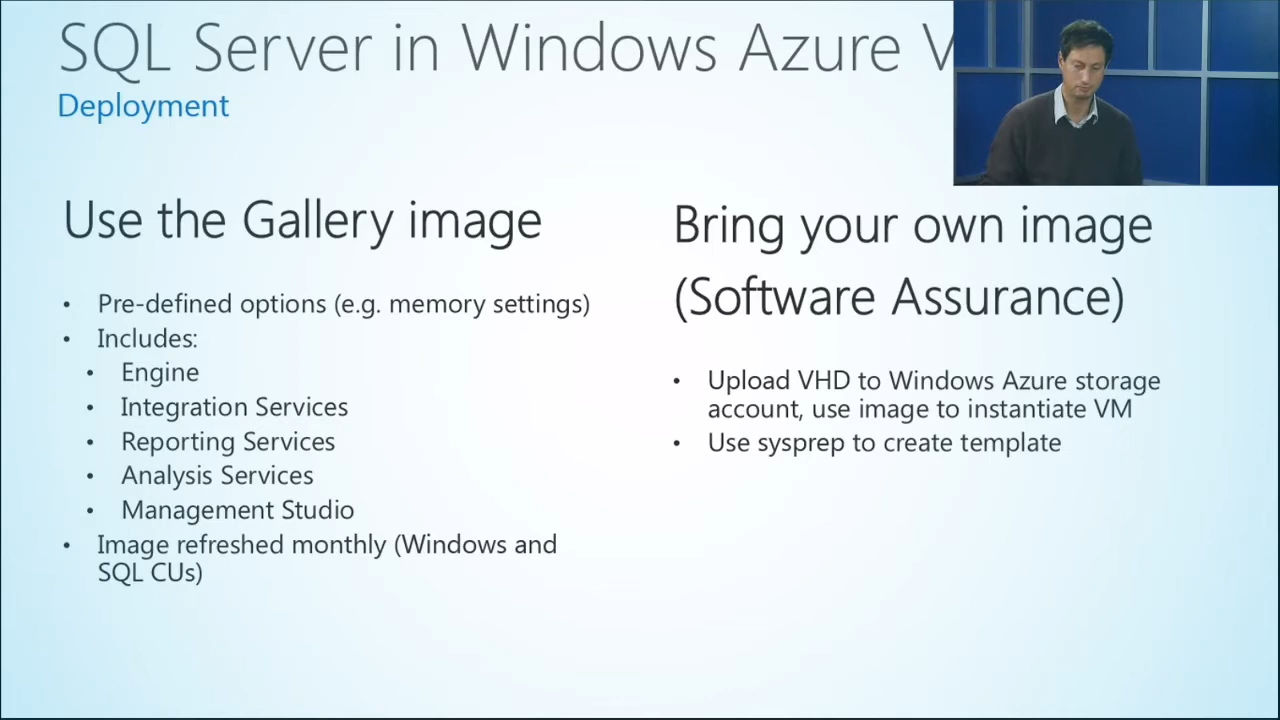 SQL Server in Windows Azure V
Deployment
Use the Gallery image
• Pre-defined options (e.g. memory settings)
• Includes:
• Engine
• Integration Services
• Reporting Services
• Analysis Services
• Management Studio
• Image refreshed monthly (Windows and
SQL CUs)
Bring your own image
(Software Assurance)
• Upload VHD to Windows Azure storage
account, use image to instantiate VM
• Use sysprep to create template